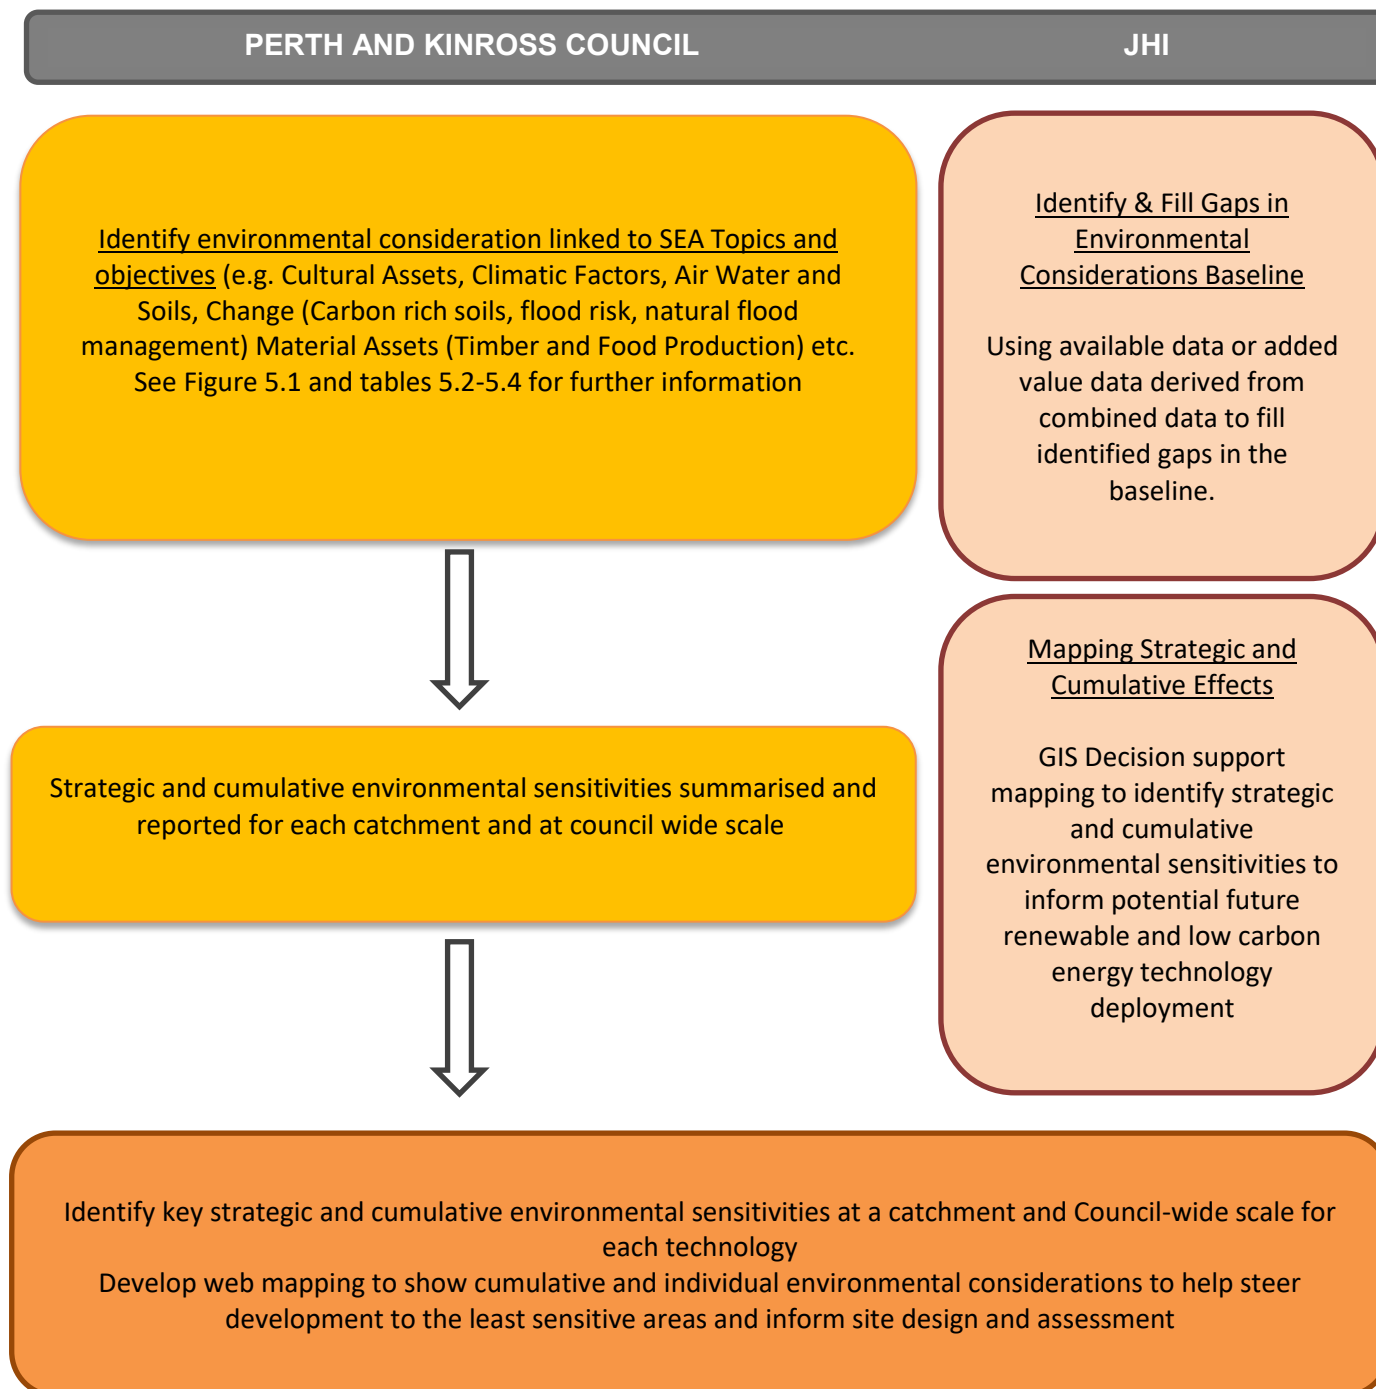 PERTH AND KINROSS COUNCIL
JHI
Identify environmental consideration linked to SEA Topics and
objectives (e.g. Cultural Assets, Climatic Factors, Air Water and
Soils, Change (Carbon rich soils, flood risk, natural flood
management) Material Assets (Timber and Food Production) etc.
See Figure 5.1 and tables 5.2-5.4 for further information
Identify & Fill Gaps in
Environmental
Considerations Baseline
Using available data or added
value data derived from
combined data to fill
identified gaps in the
baseline.
Strategic and cumulative environmental sensitivities summarised and
reported for each catchment and at council wide scale
Mapping Strategic and
Cumulative Effects
GIS Decision support
mapping to identify strategic
and cumulative
environmental sensitivities to
inform potential future
renewable and low carbon
energy technology
deployment
Identify key strategic and cumulative environmental sensitivities at a catchment and Council-wide scale for
each technology
Develop web mapping to show cumulative and individual environmental considerations to help steer
development to the least sensitive areas and inform site design and assessment